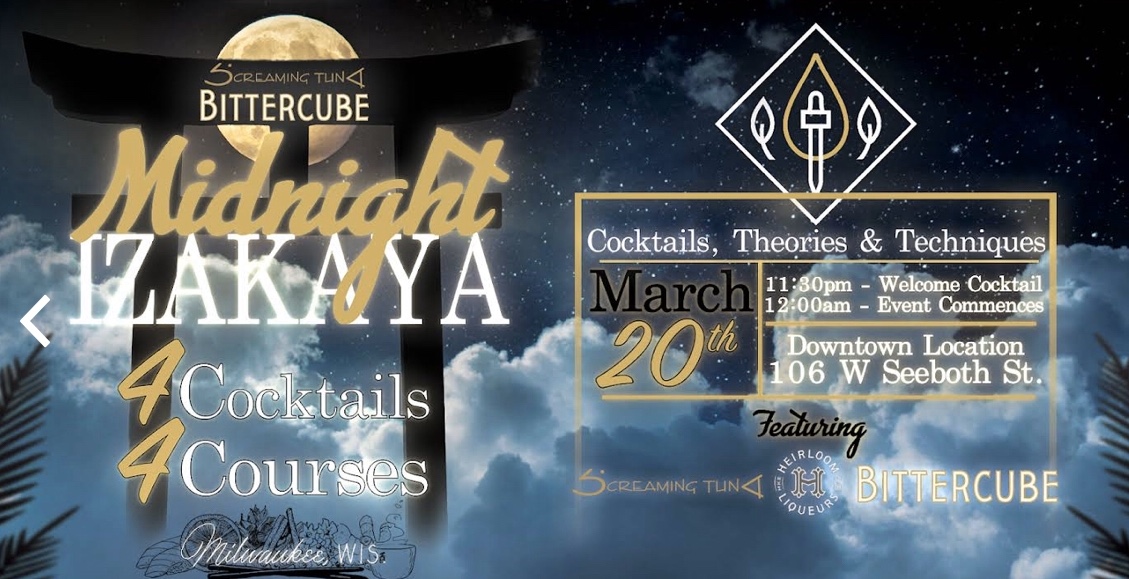 SCREAMING TUNA
BITTERCUBE
Midnight
IZAKAYA
4 Cocktails
4 Courses
Milwaukee, WIS.
Cocktails, Theories & Techniques
March
20th
11:30pm - Welcome Cocktail
12:00am - Event Commences
Downtown Location
106 W Seeboth St.
Featuring
SCREAMING TUNA
HEIRLOOM
H
LIQUEURS
BITTERCUBE